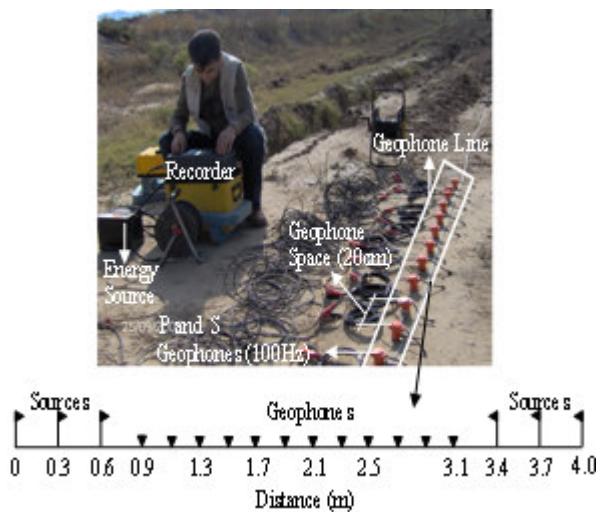 Geophone Line
Recorder
Geophone
Space (20cm)
Energy
Source
P and S
Geophones (100Hz)
Sources Geophones Sources
0 0.3 0.6 0.9 1.3 1.7 2.1 2.5 3.1 3.4 3.7 4.0
Distance (m)